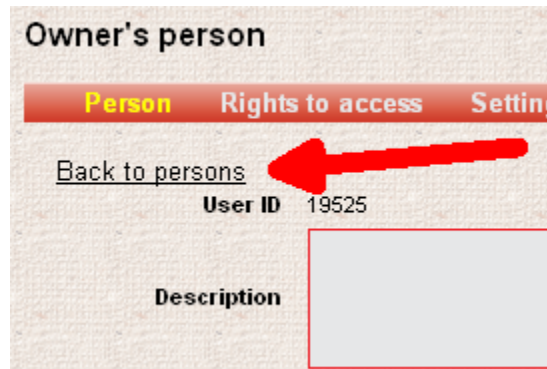 Owner's person
Person Rights to access
Back to persons
User ID 19525
Description